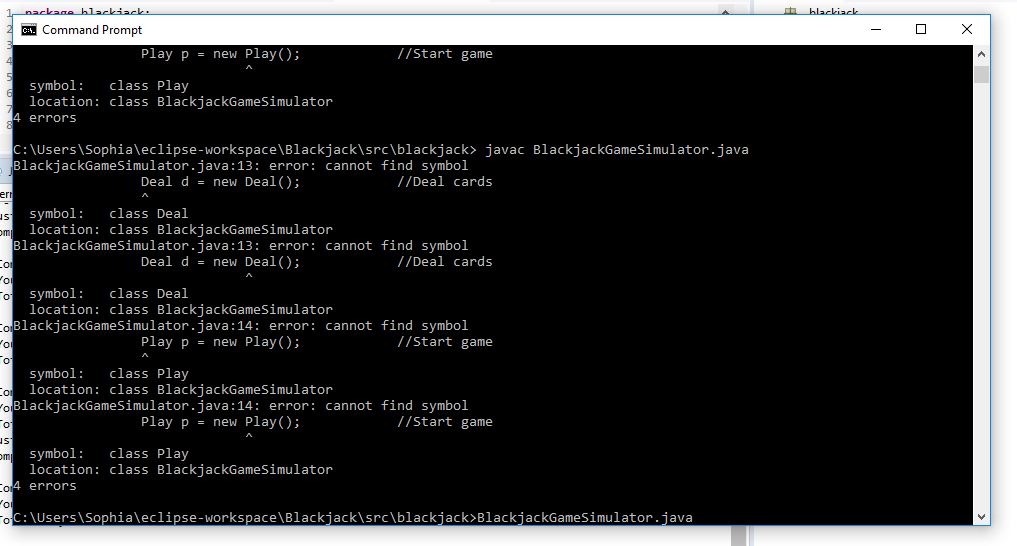 package blackjack;
blackjack
Command Prompt
Play p = new Play(); //Start game
^
symbol: class Play
location: class BlackjackGameSimulator
4 errors
C:\Users\Sophia\eclipse-workspace\Blackjack\src\blackjack> javac BlackjackGameSimulator.java
BlackjackGameSimulator.java:13: error: cannot find symbol
Deal d = new Deal(); //Deal cards
^
symbol: class Deal
location: class BlackjackGameSimulator
BlackjackGameSimulator.java:13: error: cannot find symbol
Deal d = new Deal(); //Deal cards
^
symbol: class Deal
location: class BlackjackGameSimulator
BlackjackGameSimulator.java:14: error: cannot find symbol
Play p = new Play(); //Start game
^
symbol: class Play
location: class BlackjackGameSimulator
BlackjackGameSimulator.java:14: error: cannot find symbol
Play p = new Play(); //Start game
^
symbol: class Play
location: class BlackjackGameSimulator
4 errors
C:\Users\Sophia\eclipse-workspace\Blackjack\src\blackjack>BlackjackGameSimulator.java